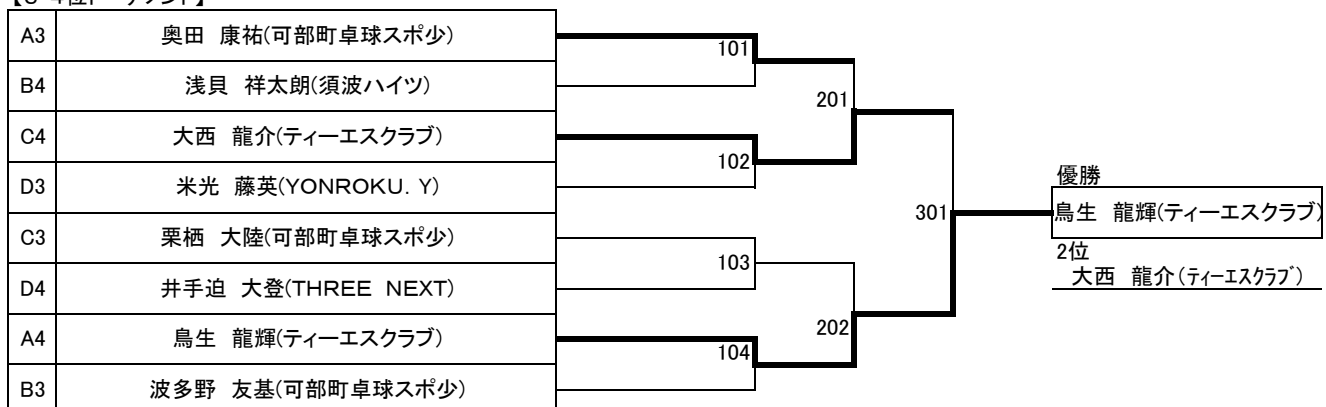 A3 奥田 康祐(可部町卓球スポ少)
101
B4 浅貝 祥太朗(須波ハイツ)
201
C4 大西 龍介(ティーエスクラブ)
102
D3 米光 藤英(YONROKU. Y)
優勝
301
鳥生 龍輝(ティーエスクラブ)
C3 栗栖 大陸(可部町卓球スポ少)
2位
103
大西 龍介(ティーエスクラブ)
D4 井手迫 大登(THREE NEXT)
202
A4 鳥生 龍輝(ティーエスクラブ)
104
B3 波多野 友基(可部町卓球スポ少)